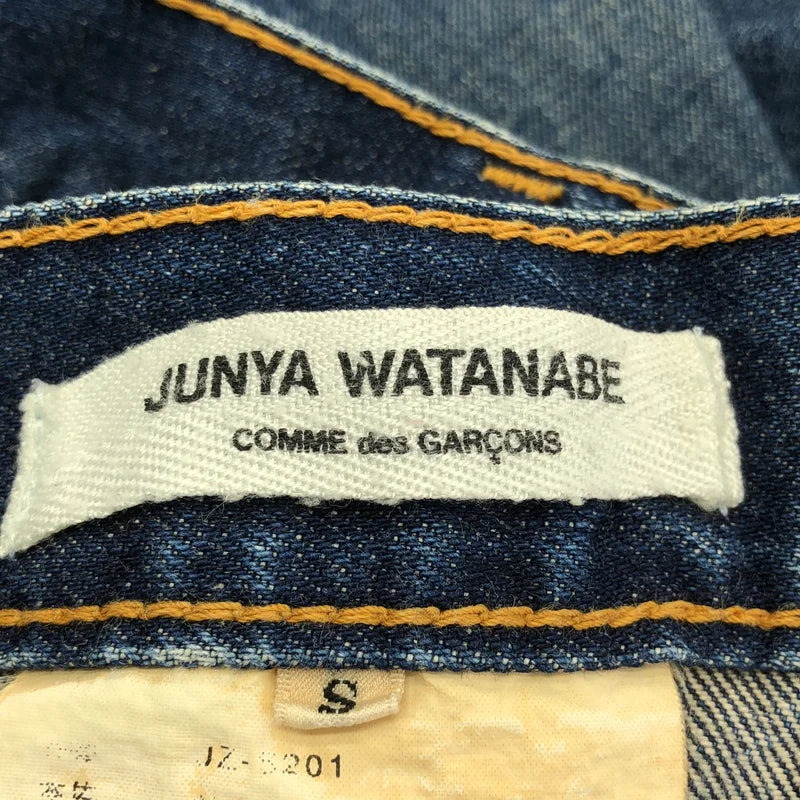 JUNYA WATANABE
COMME des GARÇONS
S
JZ-S201